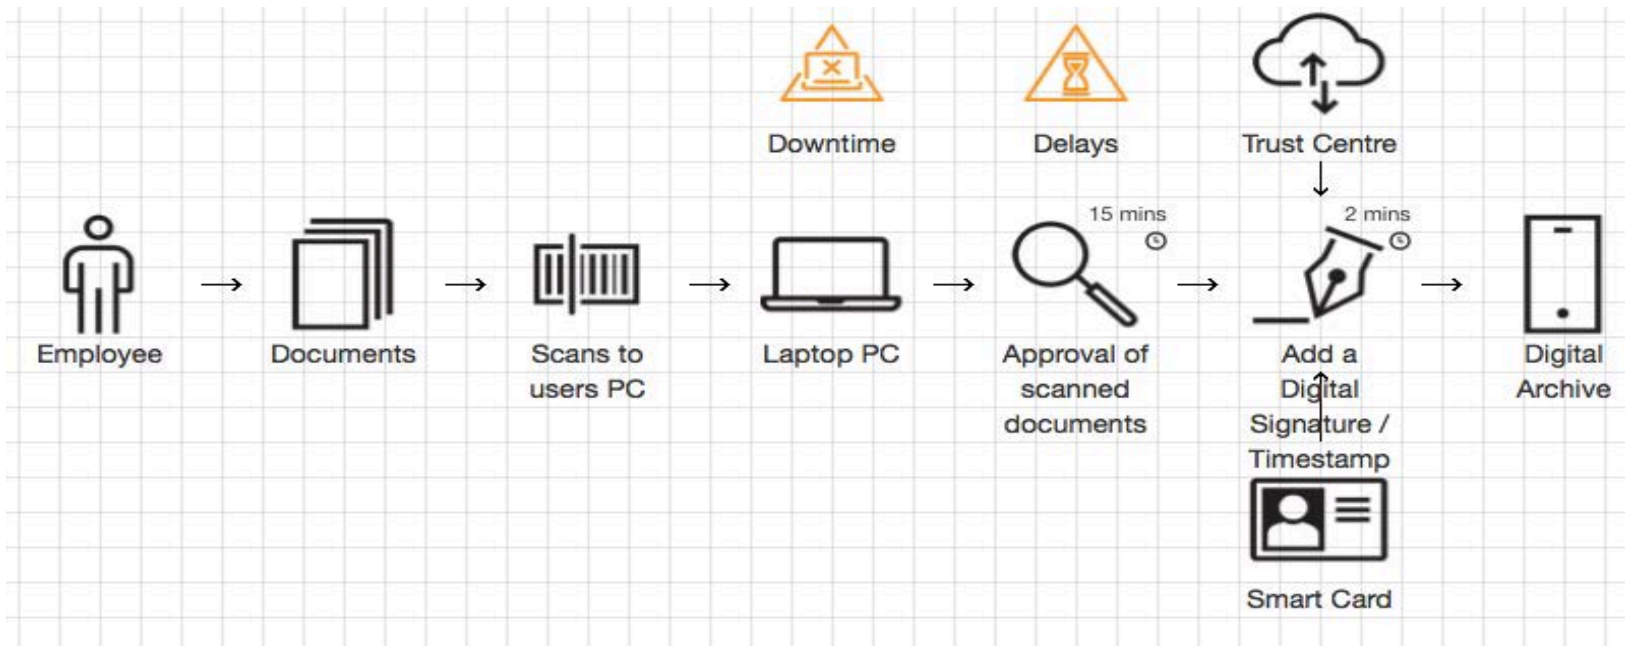 Downtime
Delays
Trust Centre
15 mins
2 mins
Employee
Documents
Scans to
users PC
Laptop PC
Approval of
scanned
documents
Add a
Digital
Signature /
Timestamp
Digital
Archive
Smart Card